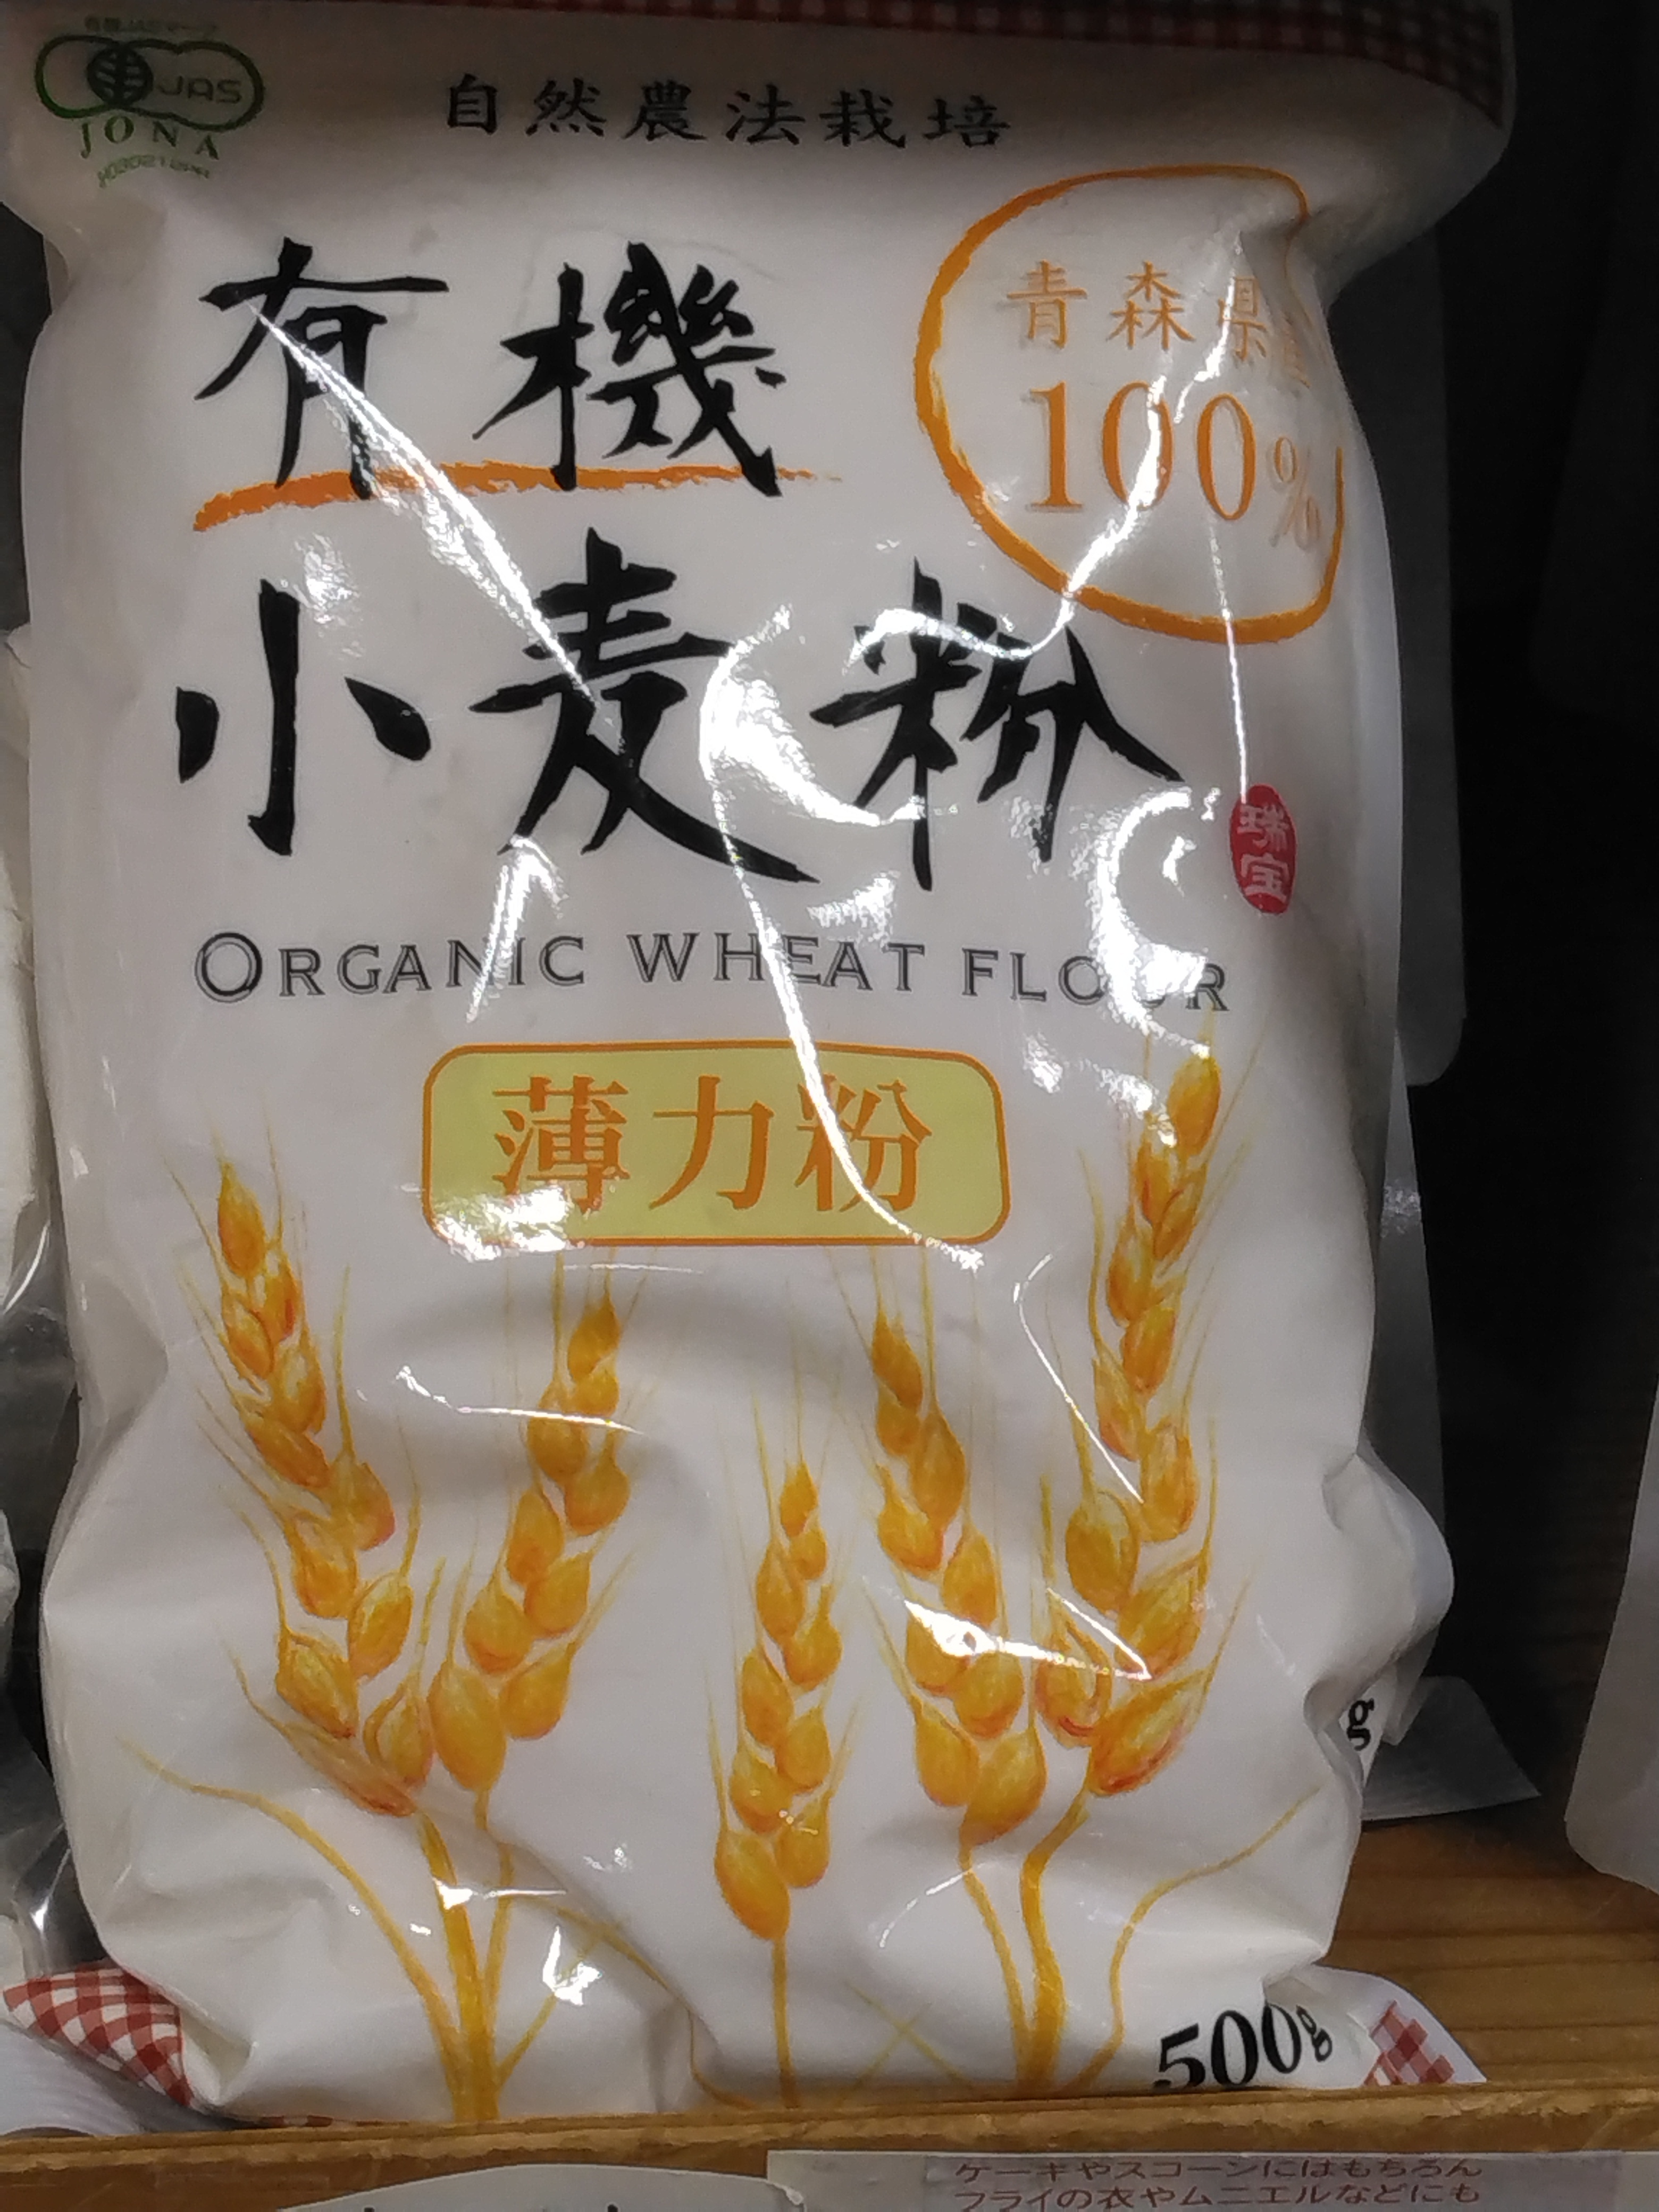 有機JASマーク
JAS
JONA
自然農法栽培
有機
青森県産
100%
小麦粉
瑞宝
ORGANIC WHEAT FLOUR
薄力粉
g
500g
ケーキやスコーンにはもちろん
フライの衣やムニエルなどにも